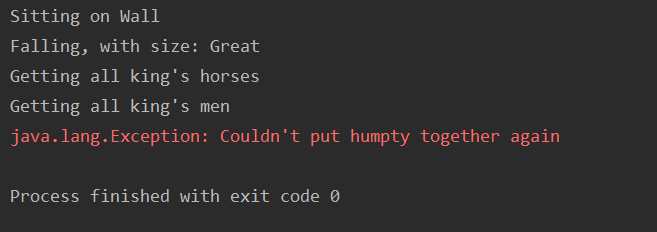 Sitting on Wall
Falling, with size: Great
Getting all king's horses
Getting all king's men
java.lang.Exception: Couldn't put humpty together again
Process finished with exit code 0